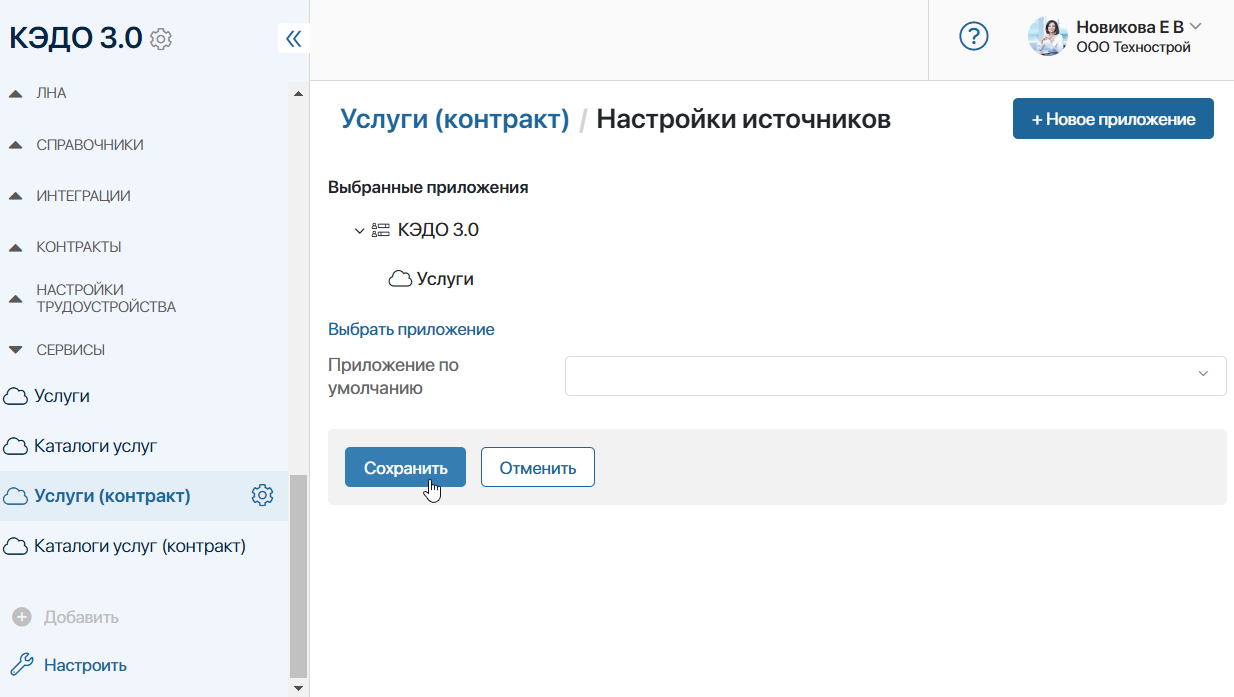 КЭДО 3.0
ЛНА
СПРАВОЧНИКИ
ИНТЕГРАЦИИ
КОНТРАКТЫ
НАСТРОЙКИ
ТРУДОУСТРОЙСТВА
СЕРВИСЫ
Услуги
Каталоги услуг
Услуги (контракт)
Каталоги услуг (контракт)
Добавить
Настроить
?
Новикова Е В
ООО Технострой
Услуги (контракт) / Настройки источников
+ Новое приложение
Выбранные приложения
КЭДО 3.0
Услуги
Выбрать приложение
Приложение по
умолчанию
Сохранить
Отменить